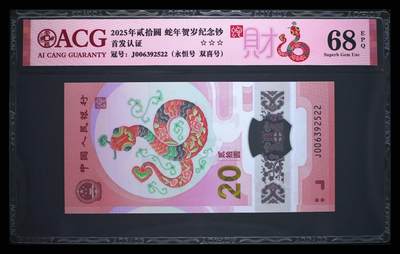 ACG
AI CANG GUARANTY
2025年贰拾圆 蛇年贺岁纪念钞
首发认证 ☆☆☆
冠号: J006392522 (永恒号 双喜号)
財
68
EPQ
Superb Gem Unc
中国人民银行
贰拾圆
20
J006392522